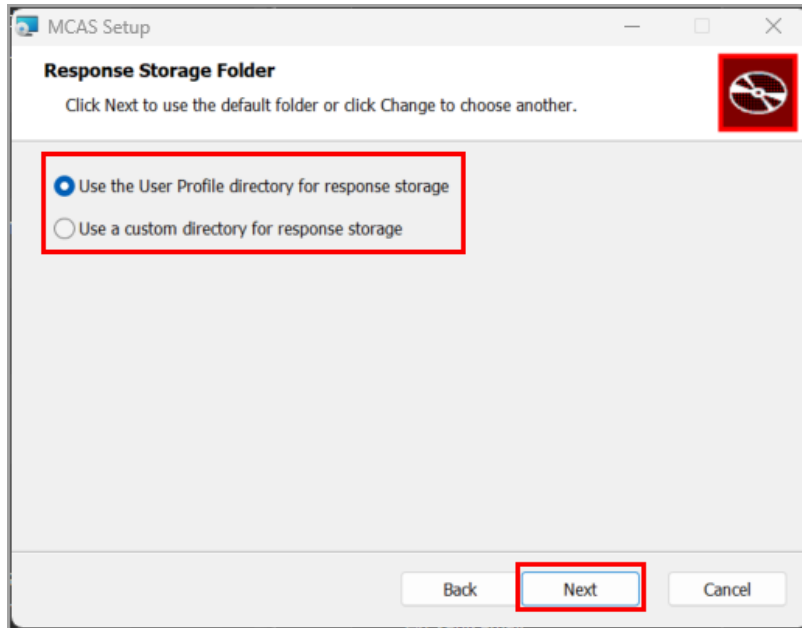 MCAS Setup
Response Storage Folder
Click Next to use the default folder or click Change to choose another.
Use the User Profile directory for response storage
Use a custom directory for response storage
Back
Next
Cancel